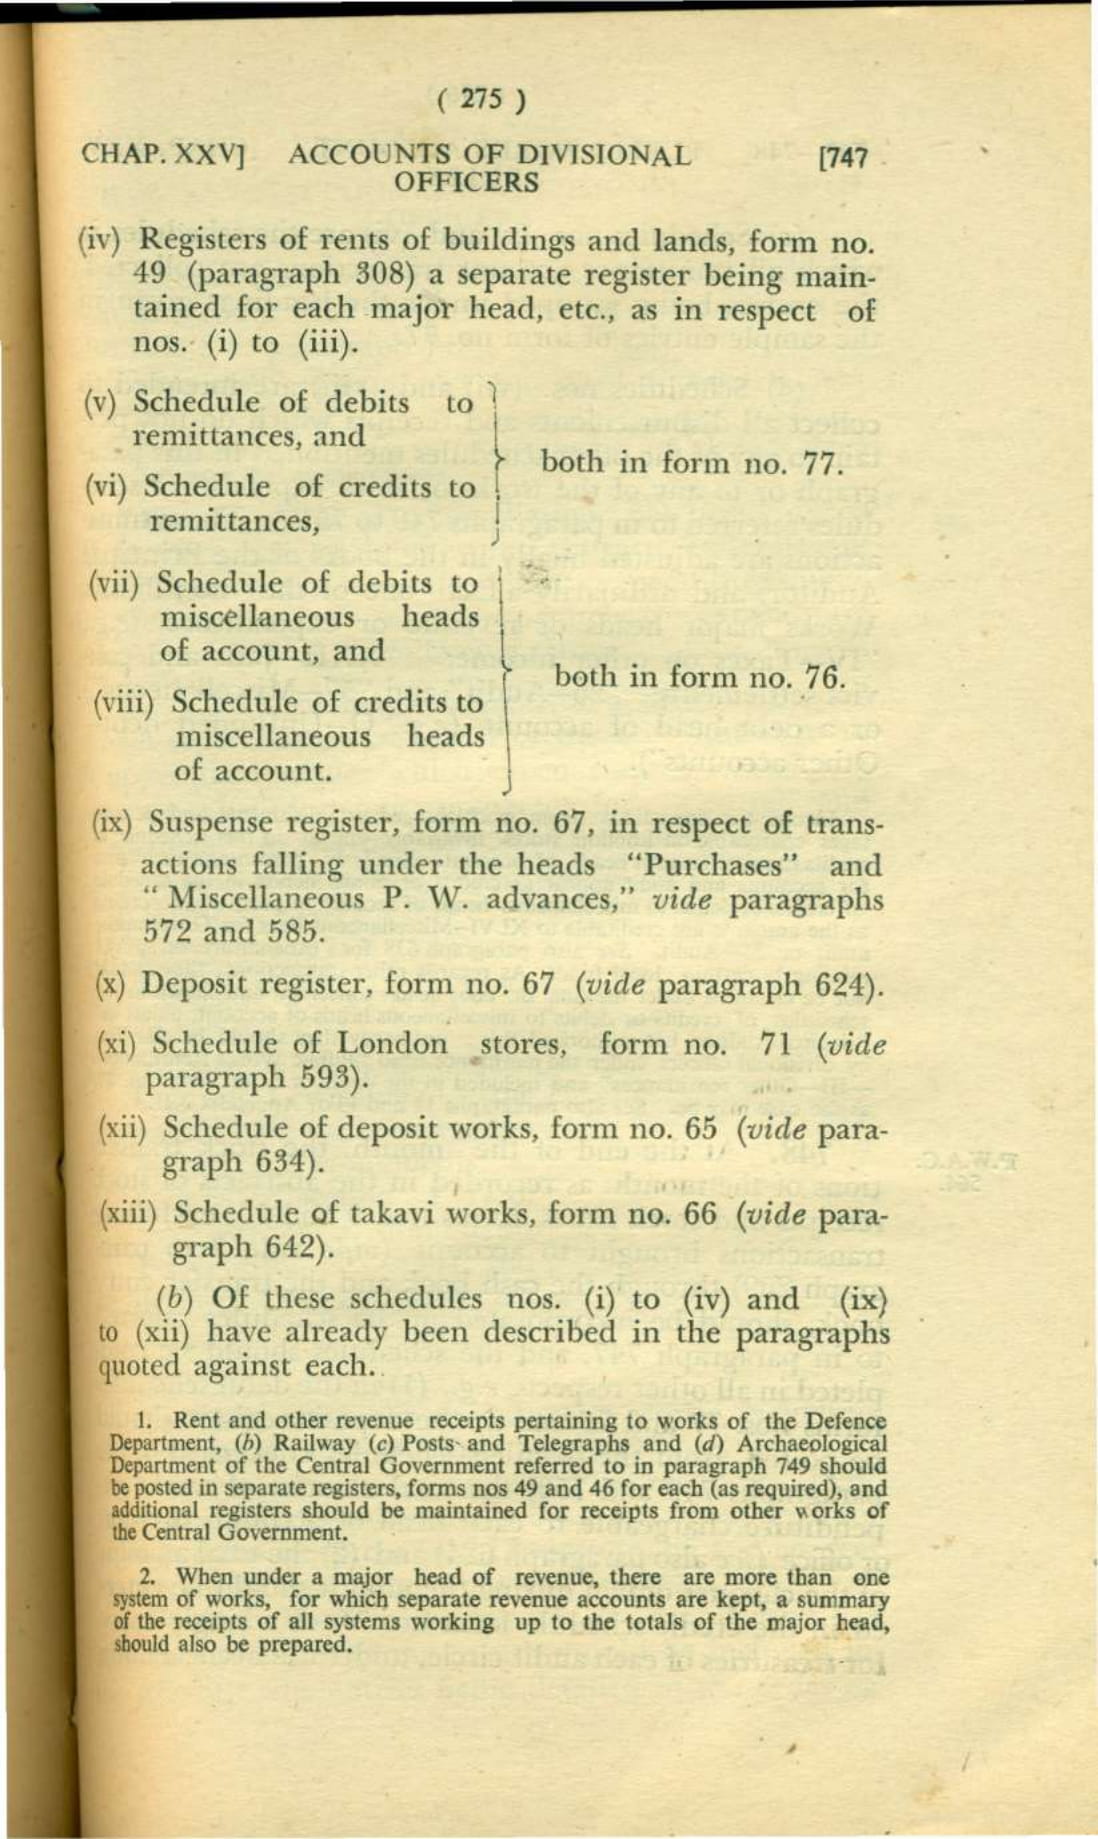 ( 275 )
CHAP. XXV] ACCOUNTS OF DIVISIONAL [747
OFFICERS
(iv) Registers of rents of buildings and lands, form no.
49 (paragraph 308) a separate register being main-
tained for each major head, etc., as in respect of
nos. (i) to (iii).
(v) Schedule of debits to
remittances, and
both in form no. 77.
(vi) Schedule of credits to
remittances,
(vii) Schedule of debits to
miscellaneous heads
of account, and
both in form no. 76.
(viii) Schedule of credits to
miscellaneous heads
of account.
(ix) Suspense register, form no. 67, in respect of trans-
actions falling under the heads "Purchases" and
" Miscellaneous P. W. advances," vide paragraphs
572 and 585.
(x) Deposit register, form no. 67 (vide paragraph 624).
(xi) Schedule of London stores, form no. 71 (vide
paragraph 593).
(xii) Schedule of deposit works, form no. 65 (vide para-
graph 634).
(xiii) Schedule of takavi works, form no. 66 (vide para-
graph 642).
(b) Of these schedules nos. (i) to (iv) and (ix)
to (xii) have already been described in the paragraphs
quoted against each.
1. Rent and other revenue receipts pertaining to works of the Defence
Department, (b) Railway (c) Posts and Telegraphs and (d) Archaeological
Department of the Central Government referred to in paragraph 749 should
be posted in separate registers, forms nos 49 and 46 for each (as required), and
additional registers should be maintained for receipts from other works of
the Central Government.
2. When under a major head of revenue, there are more than one
system of works, for which separate revenue accounts are kept, a summary
of the receipts of all systems working up to the totals of the major head,
should also be prepared.